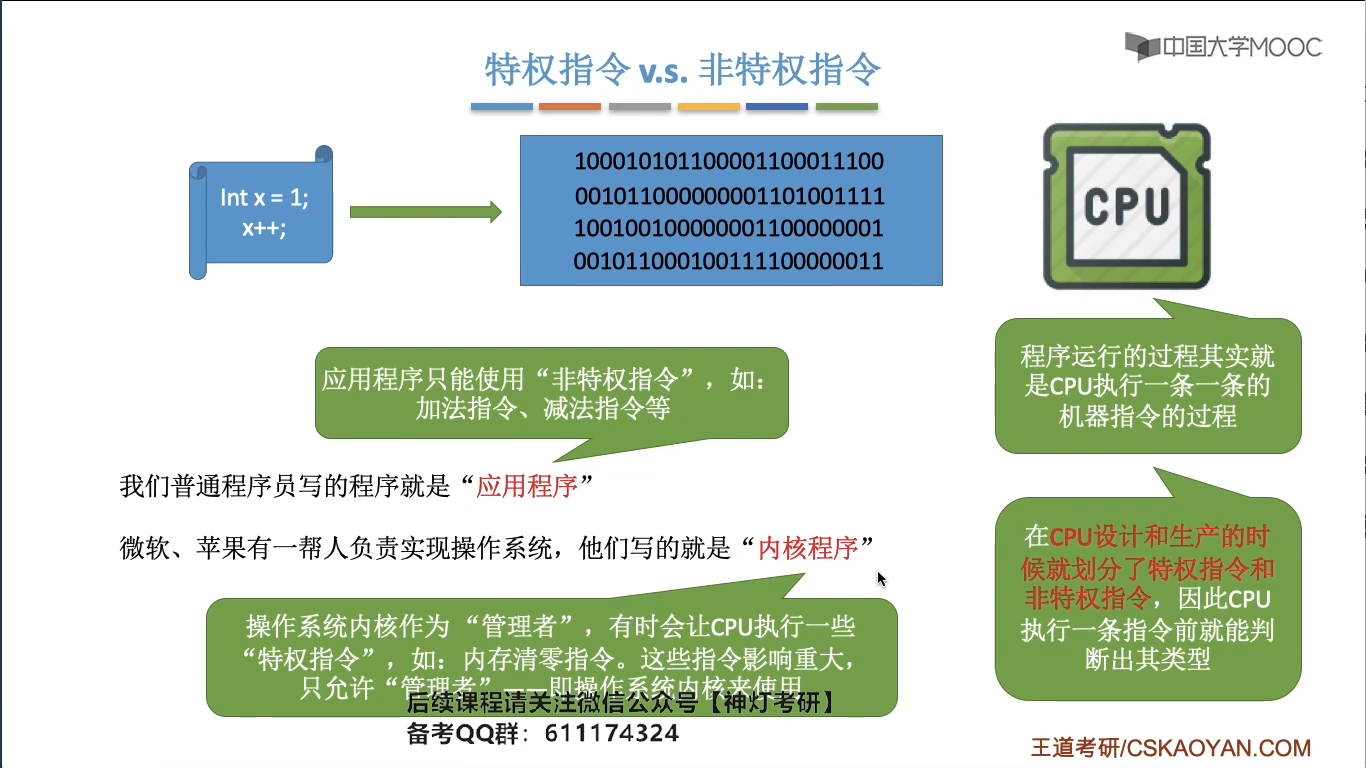 中国大学MOOC
特权指令 v.s. 非特权指令
Int x = 1;
x++;
100010101100001100011100
001011000000001101001111
100100100000001100000001
001011000100111100000011
CPU
程序运行的过程其实就
是CPU执行一条一条的
机器指令的过程
应用程序只能使用“非特权指令”，如：
加法指令、减法指令等
我们普通程序员写的程序就是“应用程序”
微软、苹果有一帮人负责实现操作系统，他们写的就是“内核程序”
在CPU设计和生产的时
候就划分了特权指令和
非特权指令，因此CPU
执行一条指令前就能判
断出其类型
操作系统内核作为 “管理者”，有时会让CPU执行一些
“特权指令”，如：内存清零指令。这些指令影响重大，
只允许“管理者”——即操作系统内核来使用
后续课程请关注微信公众号【神灯考研】
备考QQ群：611174324
王道考研/CSKAOYAN.COM